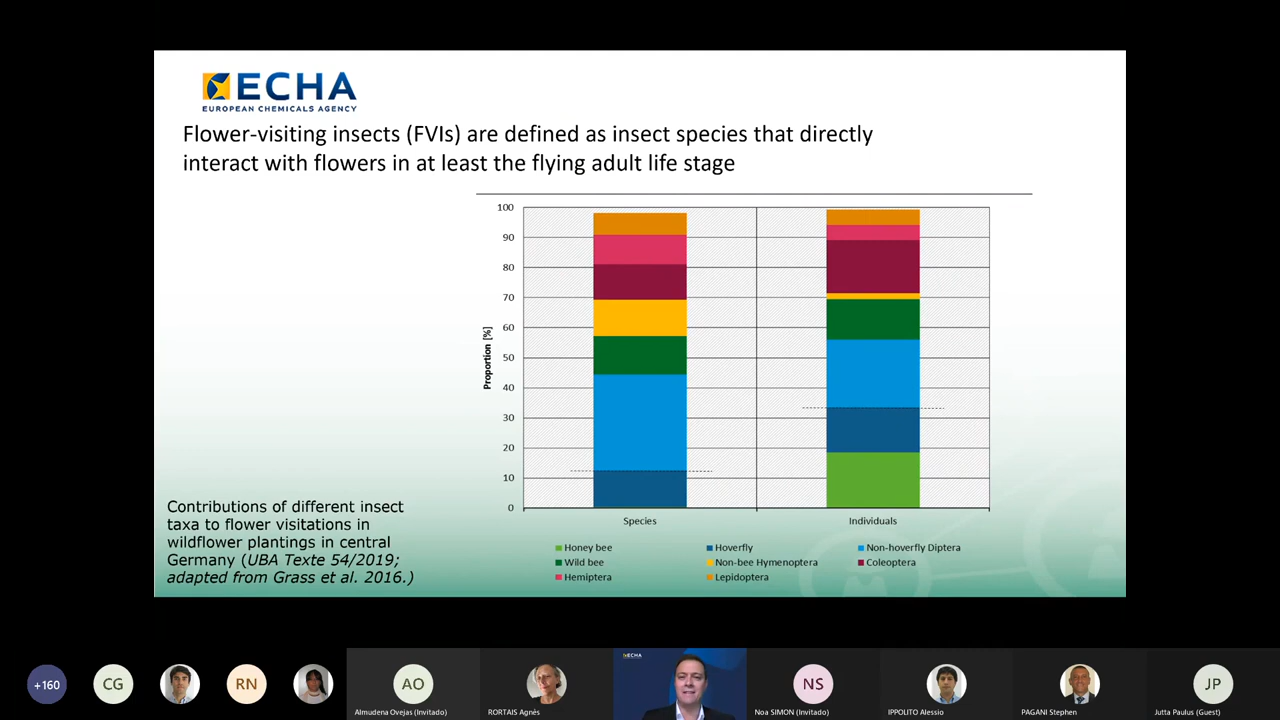 ECHA
EUROPEAN CHEMICALS AGENCY
Flower-visiting insects (FVIs) are defined as insect species that directly
interact with flowers in at least the flying adult life stage
100
90
80
70
60
50
40
30
20
10
0
Proportion [%]
Species
Individuals
Honey bee
Hoverfly
Non-hoverfly Diptera
Wild bee
Non-bee Hymenoptera
Coleoptera
Hemiptera
Lepidoptera
Contributions of different insect
taxa to flower visitations in
wildflower plantings in central
Germany (UBA Texte 54/2019;
adapted from Grass et al. 2016.)
+160
CG
RN
AO
Almudena Ovejas (Invitado)
RORTAIS Agnès
ECHA
NS
Noa SIMON (Invitado)
IPPOLITO Alessio
PAGANI Stephen
JP
Jutta Paulus (Guest)